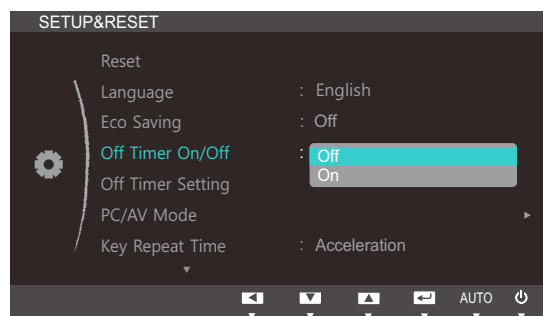 SETUP&RESET
Reset
Language : English
Eco Saving : Off
Off Timer On/Off : Off
On
Off Timer Setting
PC/AV Mode
Key Repeat Time : Acceleration
AUTO